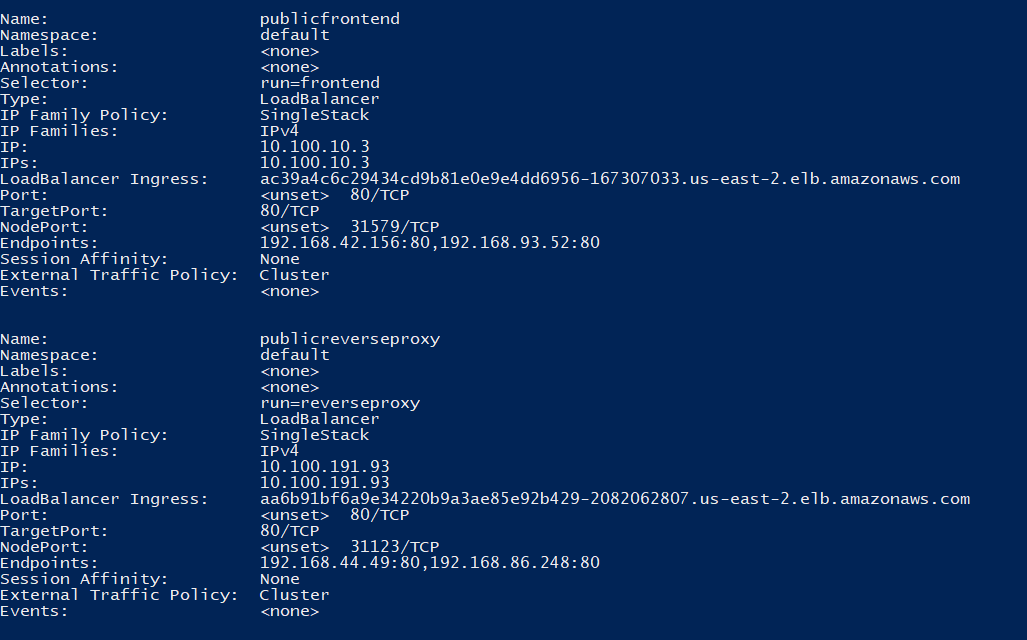 Name: publicfrontend
Namespace: default
Labels: <none>
Annotations: <none>
Selector: run=frontend
Type: LoadBalancer
IP Family Policy: SingleStack
IP Families: IPv4
IP: 10.100.10.3
IPs: 10.100.10.3
LoadBalancer Ingress: ac39a4c6c29434cd9b81e0e9e4dd6956-167307033.us-east-2.elb.amazonaws.com
Port: <unset> 80/TCP
TargetPort: 80/TCP
NodePort: <unset> 31579/TCP
Endpoints: 192.168.42.156:80,192.168.93.52:80
Session Affinity: None
External Traffic Policy: Cluster
Events: <none>
Name: publicreverseproxy
Namespace: default
Labels: <none>
Annotations: <none>
Selector: run=reverseproxy
Type: LoadBalancer
IP Family Policy: SingleStack
IP Families: IPv4
IP: 10.100.191.93
IPs: 10.100.191.93
LoadBalancer Ingress: aa6b91bf6a9e34220b9a3ae85e92b429-2082062807.us-east-2.elb.amazonaws.com
Port: <unset> 80/TCP
TargetPort: 80/TCP
NodePort: <unset> 31123/TCP
Endpoints: 192.168.44.49:80,192.168.86.248:80
Session Affinity: None
External Traffic Policy: Cluster
Events: <none>